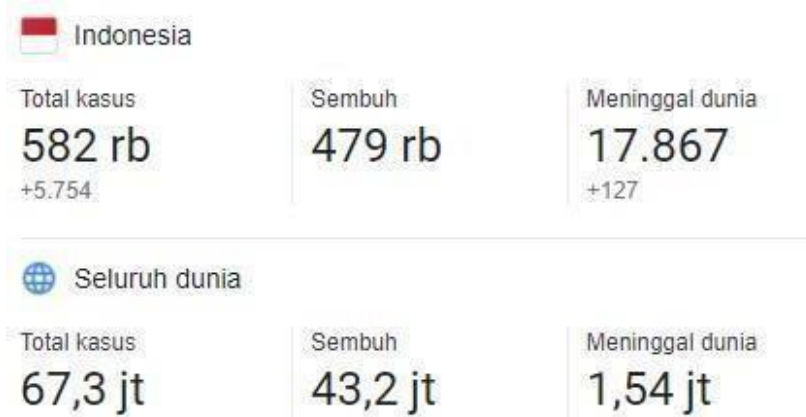 Indonesia
Total kasus Sembuh Meninggal dunia
582 rb 479 rb 17.867
+5.754 +127
Seluruh dunia
Total kasus Sembuh Meninggal dunia
67,3 jt 43,2 jt 1,54 jt